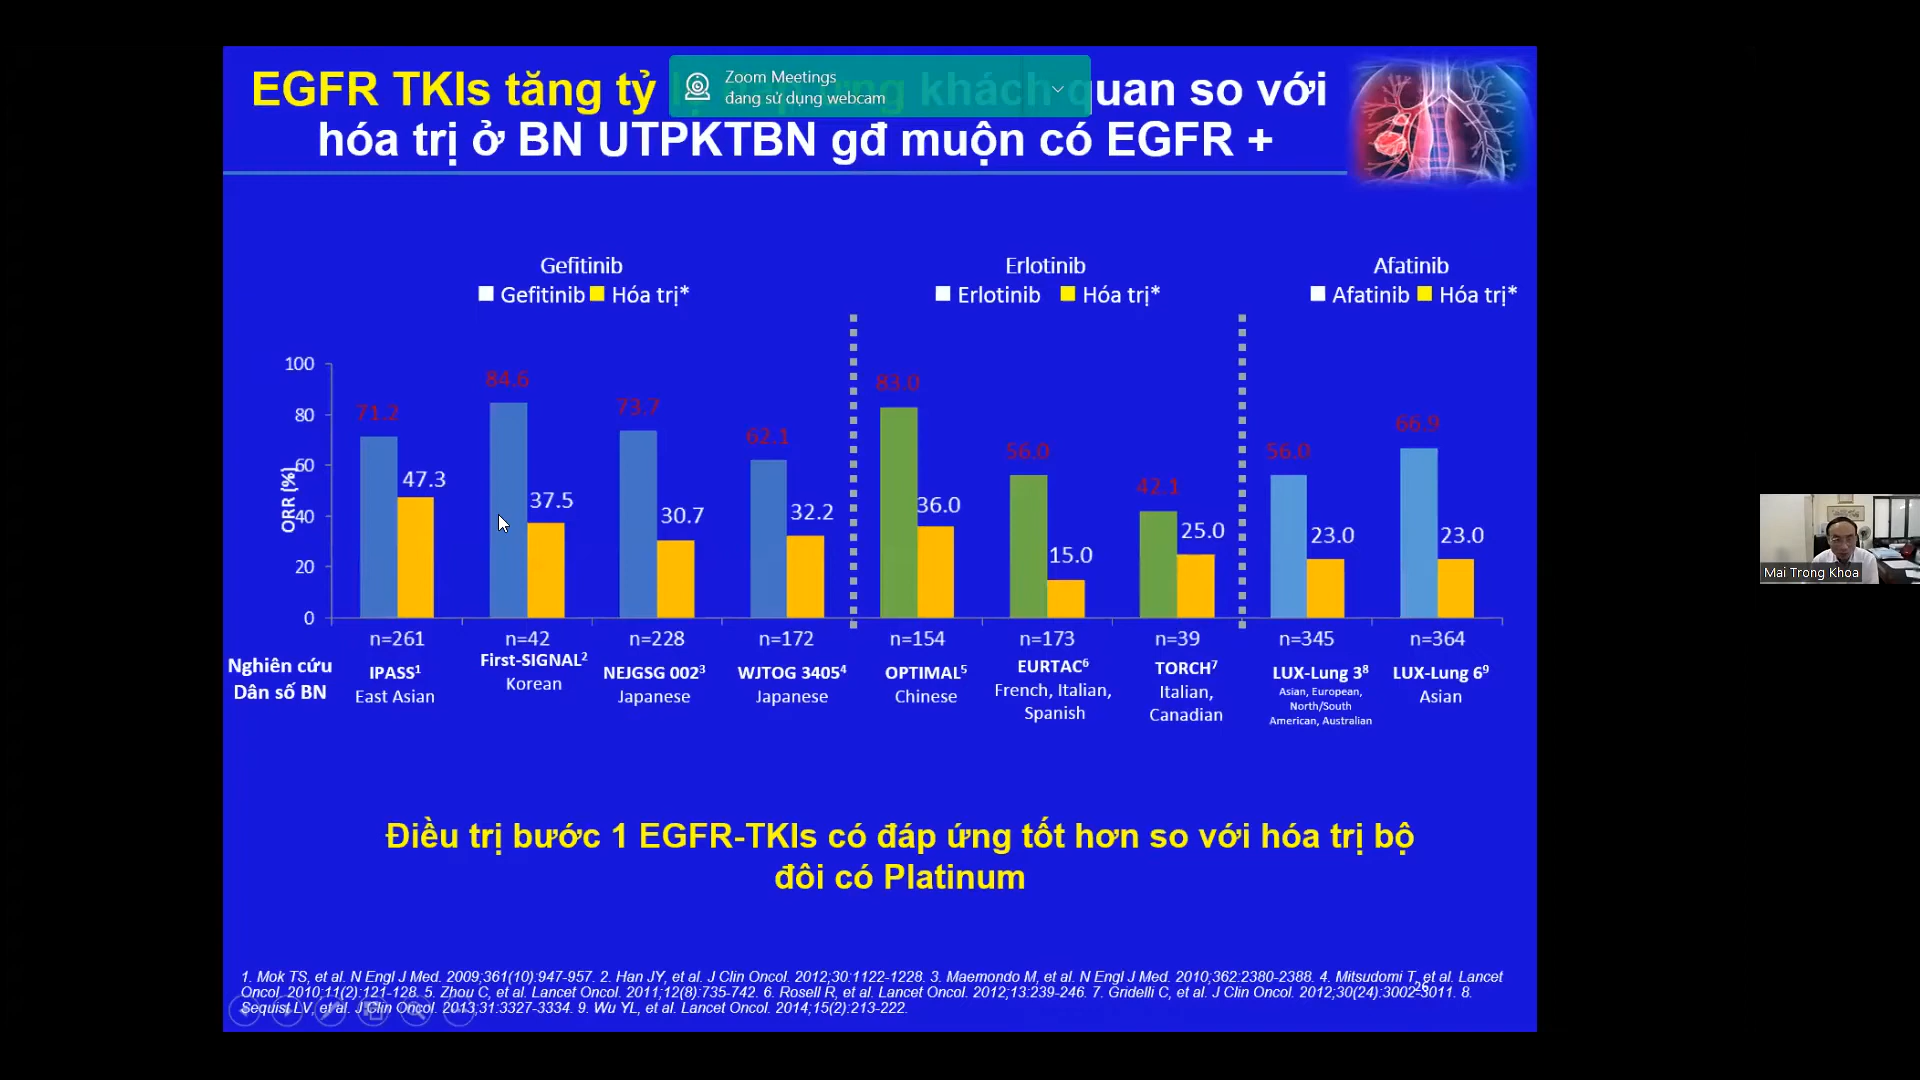 EGFR TKIs tăng tỷ khách quan so với
hóa trị ở BN UTPKTBN gđ muộn có EGFR +
Zoom Meetings
đang sử dụng webcam
Gefitinib
Gefitinib Hóa trị*
Erlotinib
Erlotinib Hóa trị*
Afatinib
Afatinib Hóa trị*
ORR (%)
100
80
60
40
20
0
71.2 47.3
84.6 37.5
73.7 30.7
62.1 32.2
83.0 36.0
56.0 15.0
42.1 25.0
56.0 23.0
66.9 23.0
n=261 n=42 n=228 n=172 n=154 n=173 n=39 n=345 n=364
Nghiên cứu
Dân số BN
IPASS1
East Asian
First-SIGNAL2
Korean
NEJGSG 0023
Japanese
WJTOG 34054
Japanese
OPTIMAL5
Chinese
EURTAC6
French, Italian,
Spanish
TORCH7
Italian,
Canadian
LUX-Lung 38
Asian, European,
North/South
American, Australian
LUX-Lung 69
Asian
Điều trị bước 1 EGFR-TKIs có đáp ứng tốt hơn so với hóa trị bộ
đôi có Platinum
1. Mok TS, et al. N Engl J Med. 2009;361(10):947-957. 2. Han JY, et al. J Clin Oncol. 2012;30:1122-1228. 3. Maemondo M, et al. N Engl J Med. 2010;362:2380-2388. 4. Mitsudomi T, et al. Lancet
Oncol. 2010;11(2):121-128. 5. Zhou C, et al. Lancet Oncol. 2011;12(8):735-742. 6. Rosell R, et al. Lancet Oncol. 2012;13:239-246. 7. Gridelli C, et al. J Clin Oncol. 2012;30(24):3002-3011. 8.
Sequist LV, et al. J Clin Oncol. 2013;31:3327-3334. 9. Wu YL, et al. Lancet Oncol. 2014;15(2):213-222.
26
Mai Trong Khoa